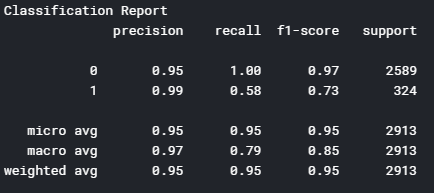 Classification Report
precision recall f1-score support
0 0.95 1.00 0.97 2589
1 0.99 0.58 0.73 324
micro avg 0.95 0.95 0.95 2913
macro avg 0.97 0.79 0.85 2913
weighted avg 0.95 0.95 0.95 2913